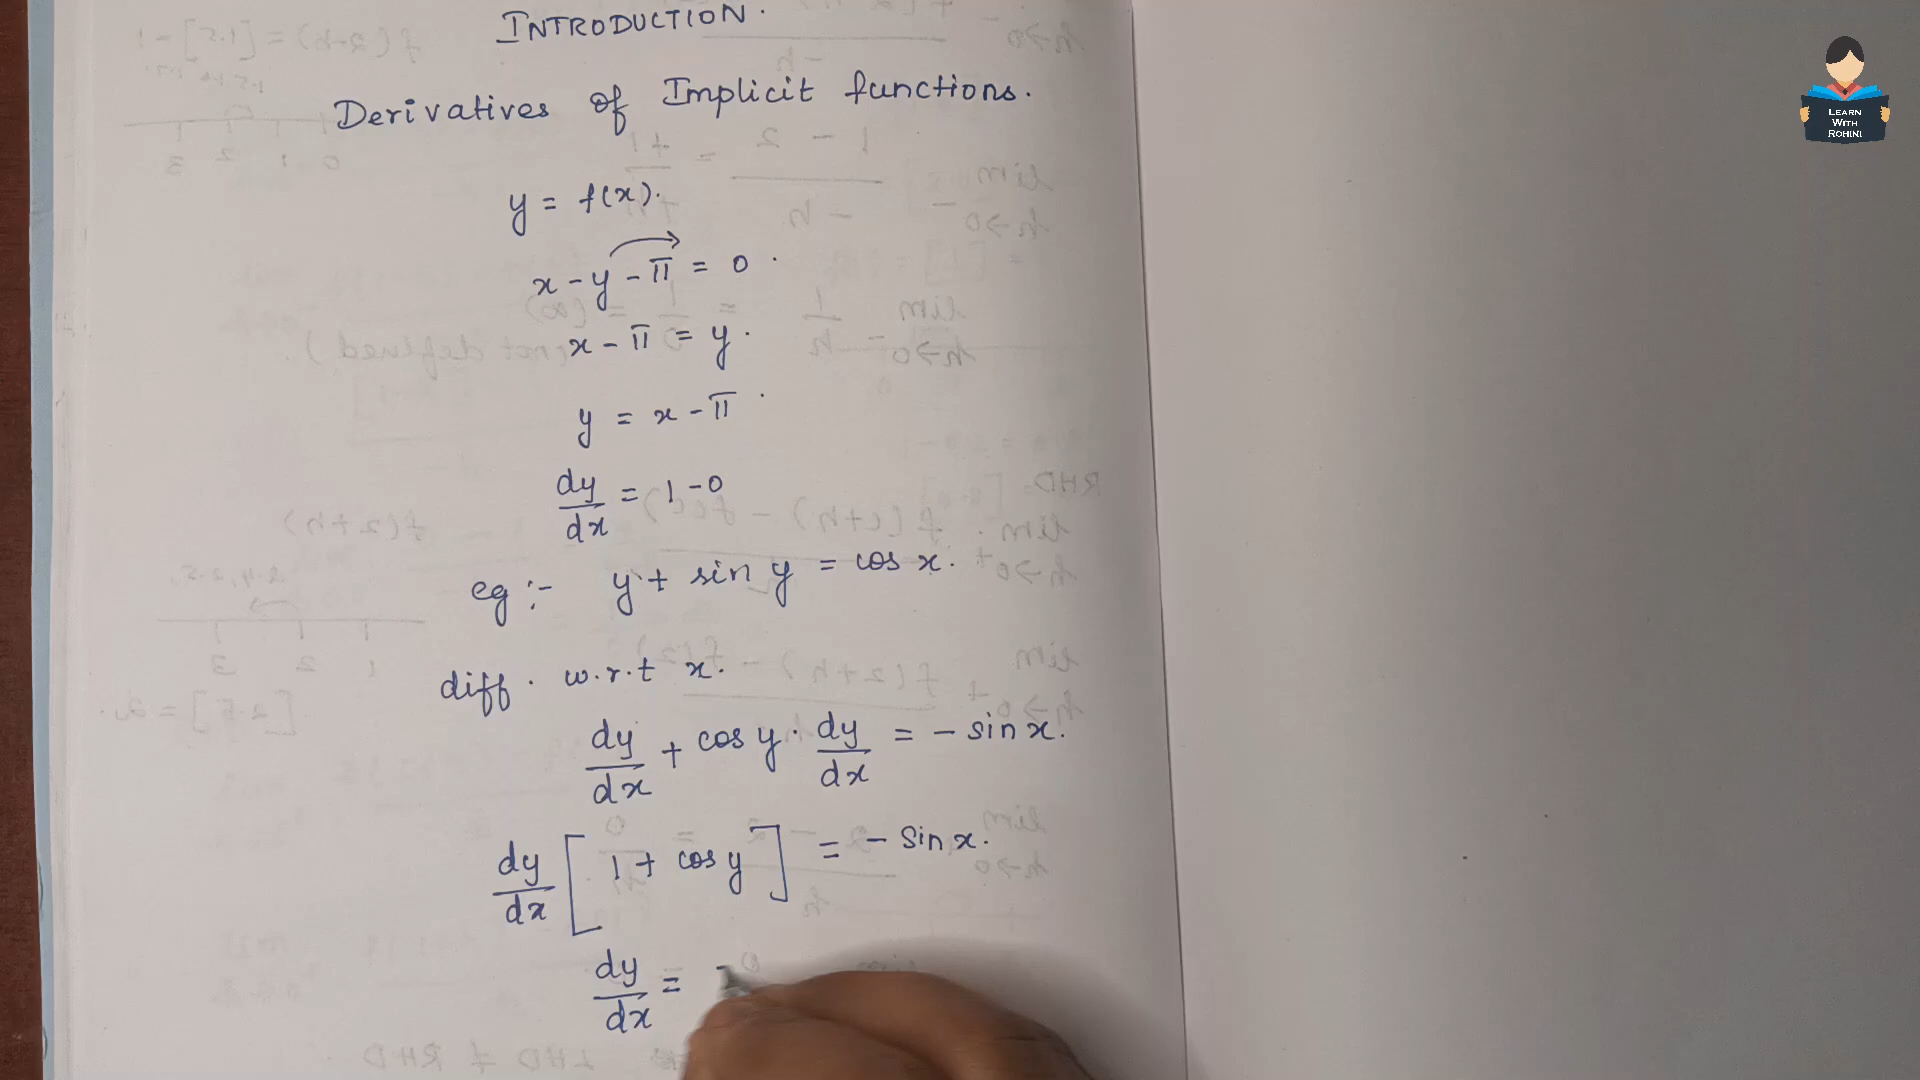 INTRODUCTION.
Derivatives of Implicit functions.
y = f(x).
x - y - π = 0.
x - π = y.
y = x - π.
dy/dx = 1 - 0
eg :- y + sin y = cos x.
diff. w.r.t x.
dy/dx + cos y . dy/dx = - sin x.
dy/dx [1 + cos y] = - sin x.
dy/dx =
LEARN
WITH
ROHINI